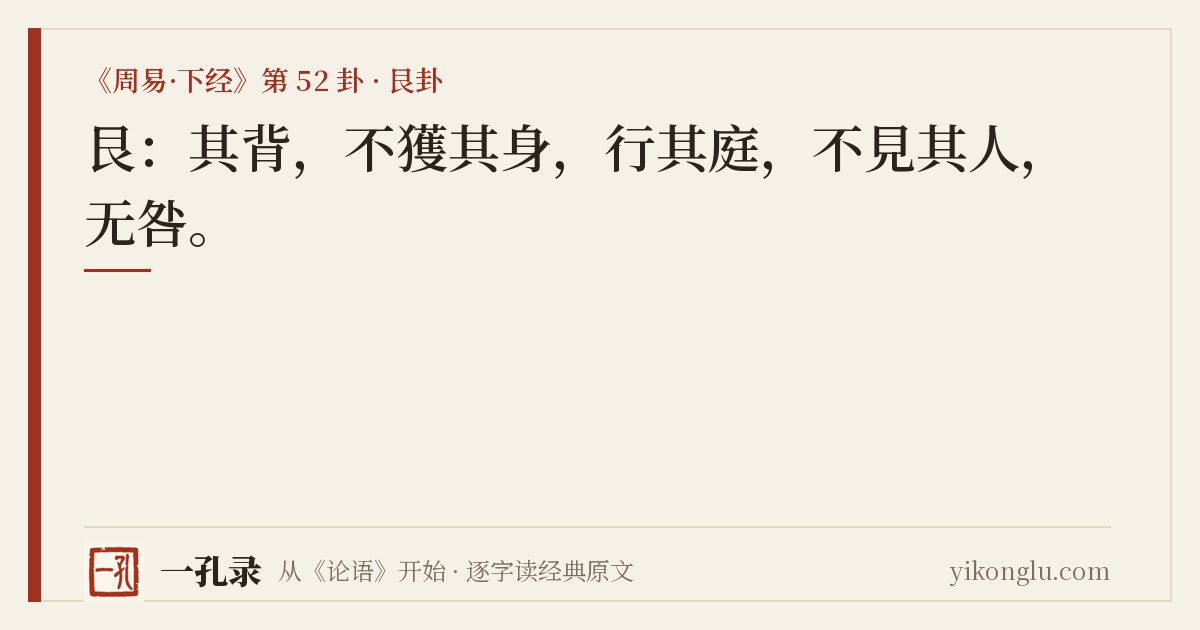 《周易·下经》第 52 卦 · 艮卦
艮：其背，不獲其身，行其庭，不見其人，
无咎。
一孔
一孔录 从《论语》开始 · 逐字读经典原文 yikonglu.com